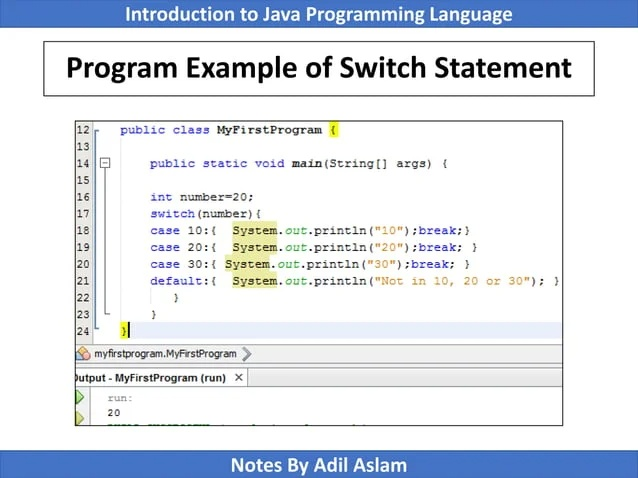 Introduction to Java Programming Language
Program Example of Switch Statement
12 public class MyFirstProgram {
13
14 public static void main(String[] args) {
15
16 int number=20;
17 switch(number){
18 case 10:{ System.out.println("10");break;}
19 case 20:{ System.out.println("20");break; }
20 case 30:{ System.out.println("30");break; }
21 default:{ System.out.println("Not in 10, 20 or 30"); }
22 }
23 }
24 }
myfirstprogram.MyFirstProgram
Output - MyFirstProgram (run) ×
run:
20
Notes By Adil Aslam